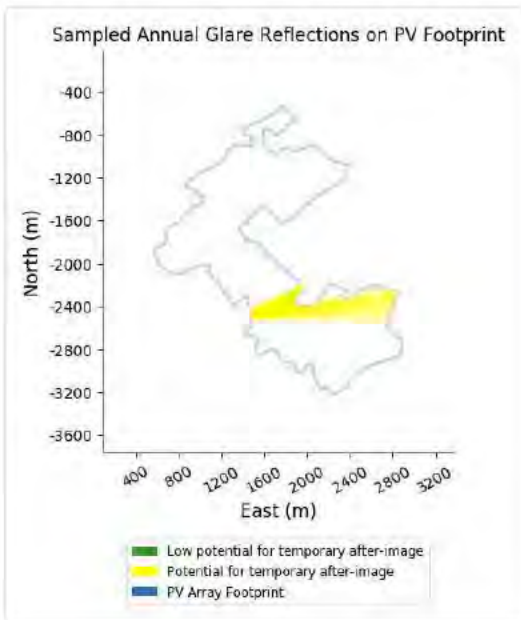 Sampled Annual Glare Reflections on PV Footprint
North (m)
-400
-800
-1200
-1600
-2000
-2400
-2800
-3200
-3600
400
800
1200
1600
2000
2400
2800
3200
East (m)
Low potential for temporary after-image
Potential for temporary after-image
PV Array Footprint